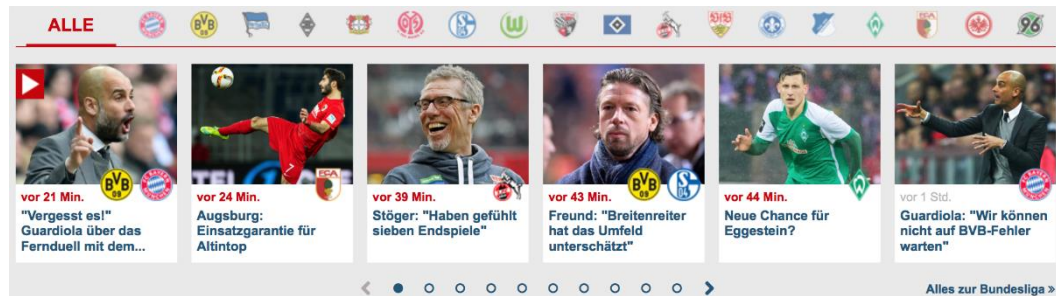 ALLE
BVB
09
96
vor 21 Min.
"Vergesst es!"
Guardiola über das
Fernduell mit dem...
vor 24 Min.
Augsburg:
Einsatzgarantie für
Altintop
vor 39 Min.
Stöger: "Haben gefühlt
sieben Endspiele"
vor 43 Min.
Freund: "Breitenreiter
hat das Umfeld
unterschätzt"
vor 44 Min.
Neue Chance für
Eggestein?
vor 1 Std.
Guardiola: "Wir können
nicht auf BVB-Fehler
warten"
Alles zur Bundesliga »